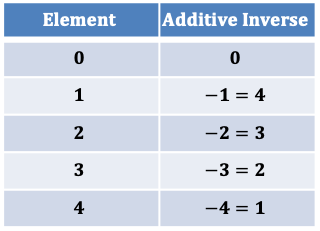 Element Additive Inverse
0 0
1 −1 = 4
2 −2 = 3
3 −3 = 2
4 −4 = 1